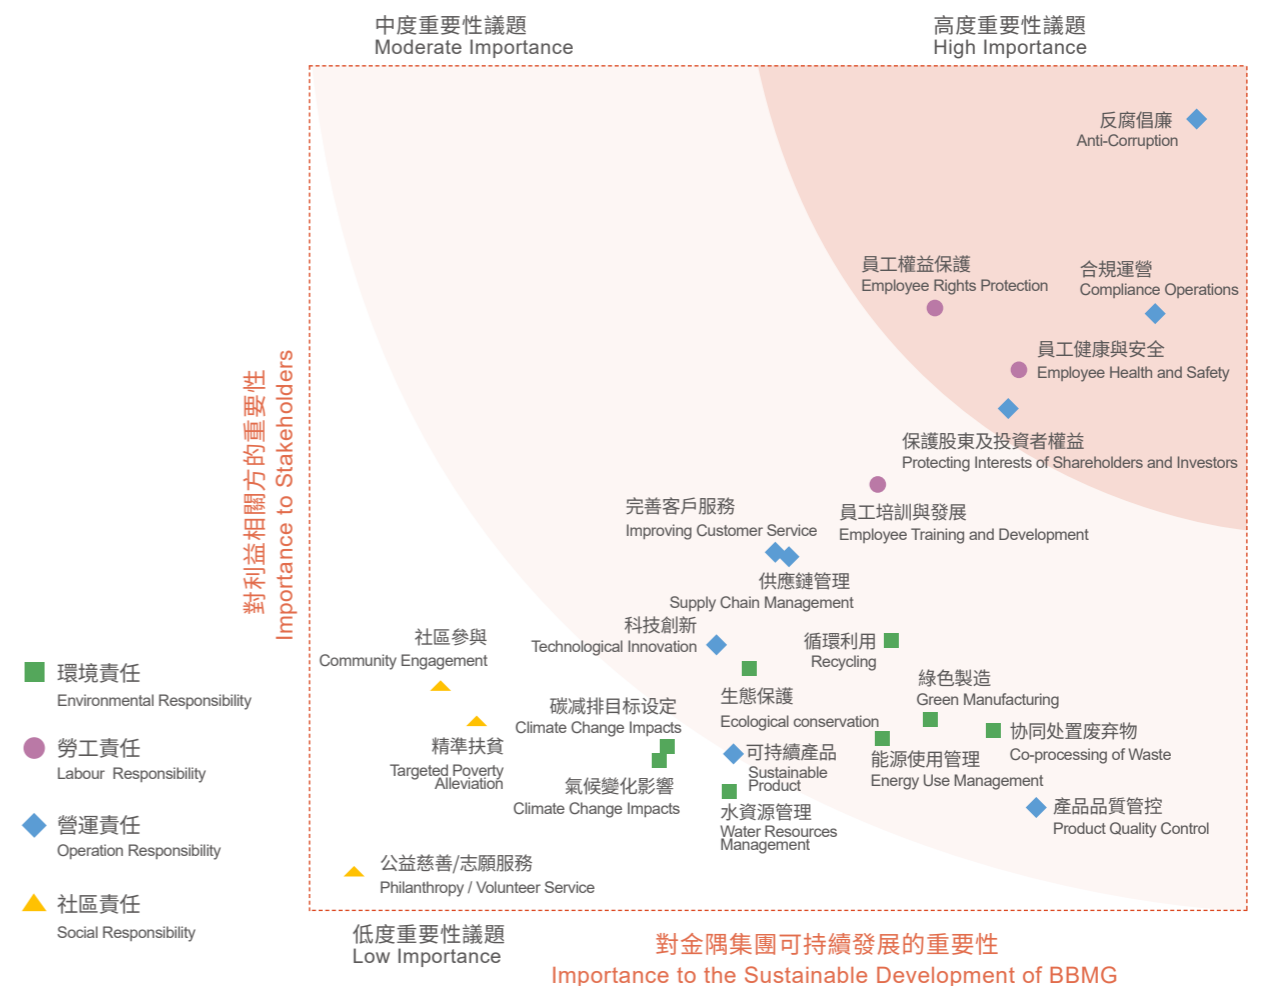 中度重要性議題
Moderate Importance
高度重要性議題
High Importance
反腐倡廉
Anti-Corruption
員工權益保護
Employee Rights Protection
合規運營
Compliance Operations
員工健康與安全
Employee Health and Safety
保護股東及投資者權益
Protecting Interests of Shareholders and Investors
員工培訓與發展
Employee Training and Development
完善客戶服務
Improving Customer Service
供應鏈管理
Supply Chain Management
科技創新
Technological Innovation
循環利用
Recycling
社區參與
Community Engagement
生態保護
Ecological conservation
綠色製造
Green Manufacturing
碳减排目标设定
Climate Change Impacts
协同处置废弃物
Co-processing of Waste
精準扶貧
Targeted Poverty
Alleviation
可持續產品
Sustainable
Product
能源使用管理
Energy Use Management
氣候變化影響
Climate Change Impacts
水資源管理
Water Resources
Management
產品品質管控
Product Quality Control
公益慈善/志願服務
Philanthropy / Volunteer Service
對利益相關方的重要性
Importance to Stakeholders
環境責任
Environmental Responsibility
勞工責任
Labour Responsibility
營運責任
Operation Responsibility
社區責任
Social Responsibility
低度重要性議題
Low Importance
對金隅集團可持續發展的重要性
Importance to the Sustainable Development of BBMG